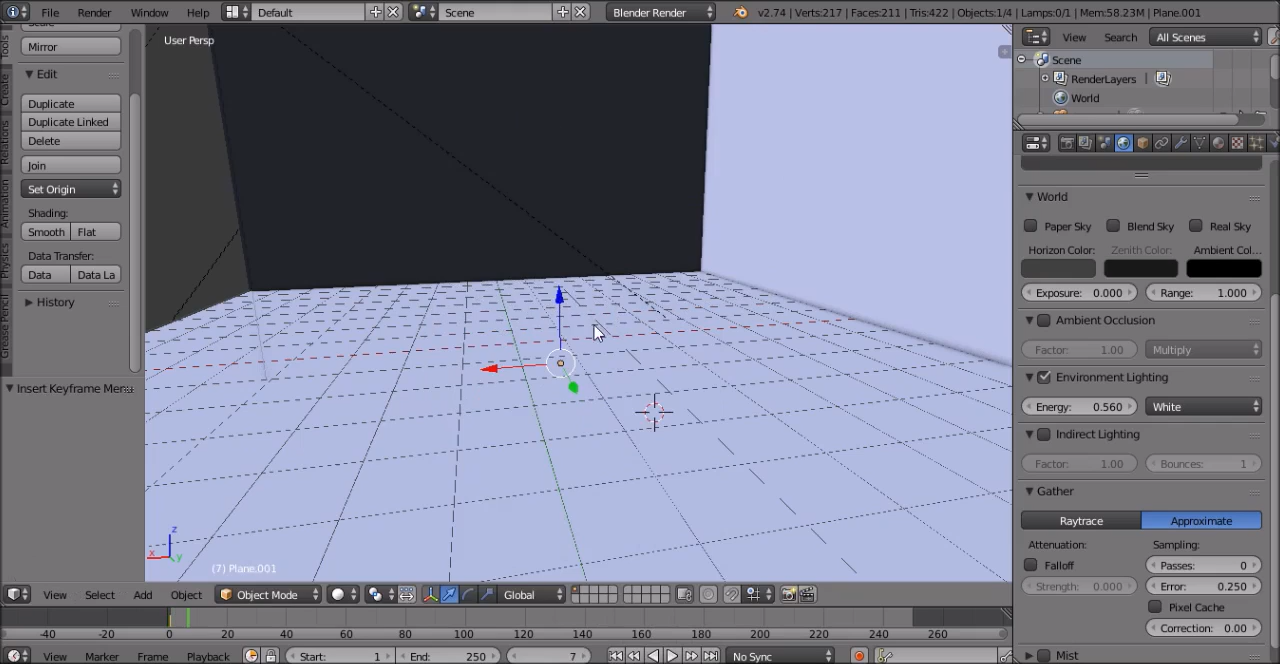 File Render Window Help Default Scene Blender Render v2.74 | Verts:217 | Faces:211 | Tris:422 | Objects:1/4 | Lamps:0/1 | Mem:58.23M | Plane.001
Mirror
Edit
Duplicate
Duplicate Linked
Delete
Join
Set Origin
Shading:
Smooth Flat
Data Transfer:
Data Data La
History
Insert Keyframe Menu
Tools
Create
Relations
Animation
Physics
Grease Pencil
User Persp
z
x
y
(7) Plane.001
View Select Add Object Object Mode Global
-40 -20 0 20 40 60 80 100 120 140 160 180 200 220 240 260
View Marker Frame Playback Start: 1 End: 250 7 No Sync
View Search All Scenes
Scene
RenderLayers |
World
World
Paper Sky Blend Sky Real Sky
Horizon Color: Zenith Color: Ambient Col...
Exposure: 0.000 Range: 1.000
Ambient Occlusion
Factor: 1.00 Multiply
Environment Lighting
Energy: 0.560 White
Indirect Lighting
Factor: 1.00 Bounces: 1
Gather
Raytrace Approximate
Attenuation: Sampling:
Falloff Passes: 0
Strength: 0.000 Error: 0.250
Pixel Cache
Correction: 0.00
Mist